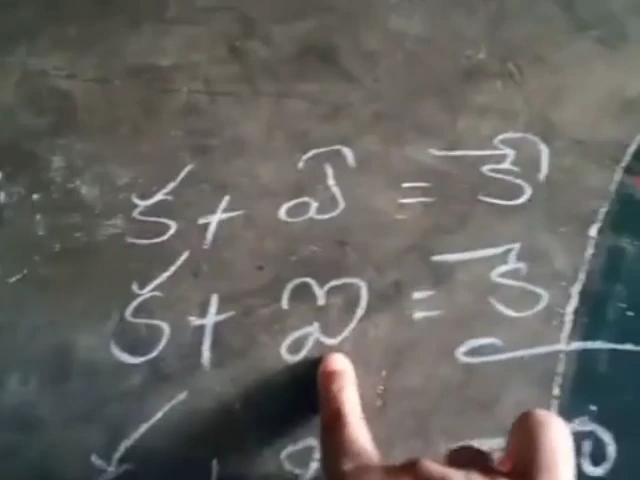 క + ఏ = కే
క + ఐ = కై